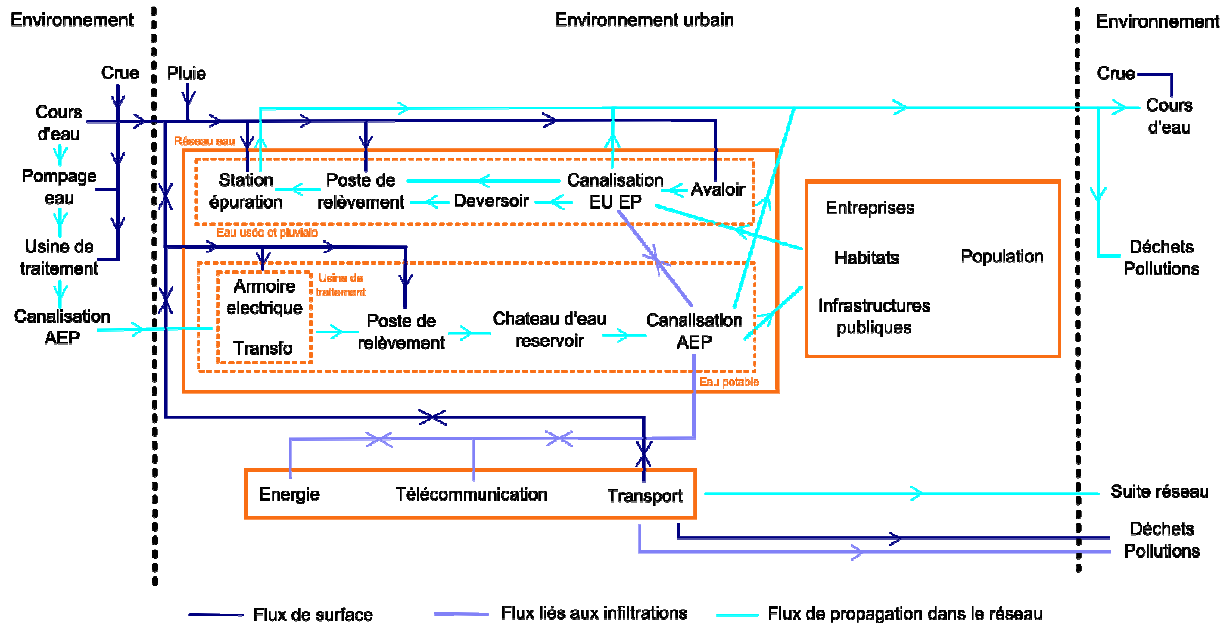 Environnement
Environnement urbain
Environnement
Crue
Pluie
Crue
Cours
d'eau
Cours
d'eau
Réseau eau
Pompage
eau
Station
épuration
Poste de
relèvement
Deversoir
Canalisation
EU EP
Avaloir
Eau usée et pluviale
Usine de
traitement
Entreprises
Habitats
Population
Infrastructures
publiques
Déchets
Pollutions
Usine de
traitement
Armoire
electrique
Transfo
Canalisation
AEP
Poste de
relèvement
Chateau d'eau
reservoir
Canalisation
AEP
Eau potable
Energie
Télécommunication
Transport
Suite réseau
Déchets
Pollutions
Flux de surface
Flux liés aux infiltrations
Flux de propagation dans le réseau